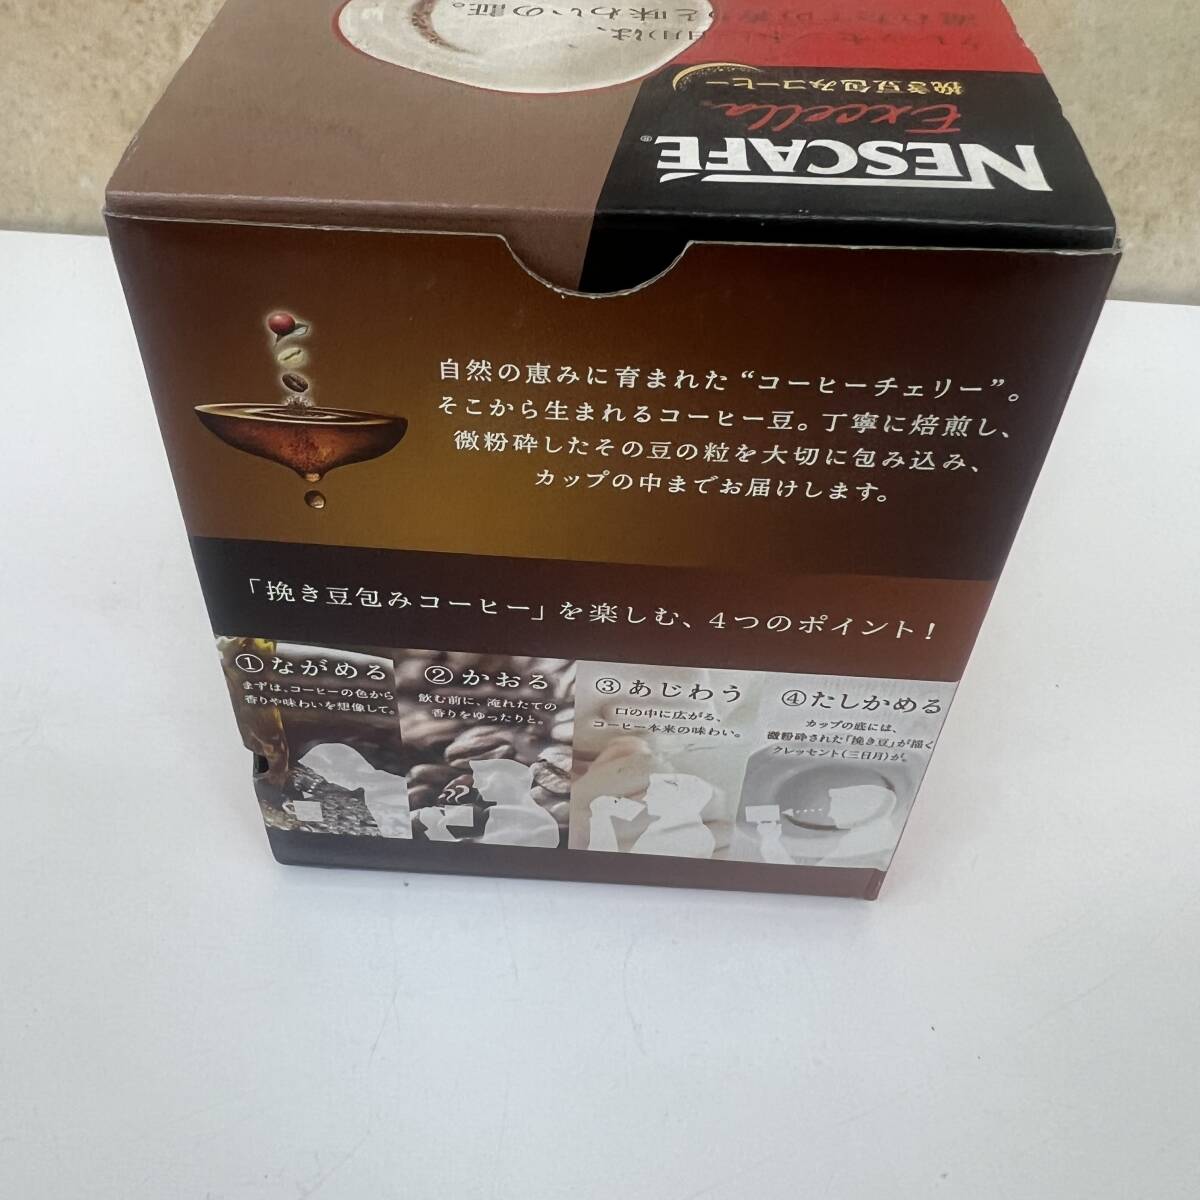 と味わいの証。
挽き豆包みコーヒー
Excella
NESCAFÉ®
自然の恵みに育まれた“コーヒーチェリー”。
そこから生まれるコーヒー豆。丁寧に焙煎し、
微粉砕したその豆の粒を大切に包み込み、
カップの中までお届けします。
「挽き豆包みコーヒー」を楽しむ、4つのポイント!
①ながめる
まずは、コーヒーの色から
香りや味わいを想像して。
②かおる
飲む前に、淹れたての
香りをゆったりと。
③あじわう
口の中に広がる、
コーヒー本来の味わい。
④たしかめる
カップの底には、
微粉砕された「挽き豆」が描く
クレッセント(三日月)が。